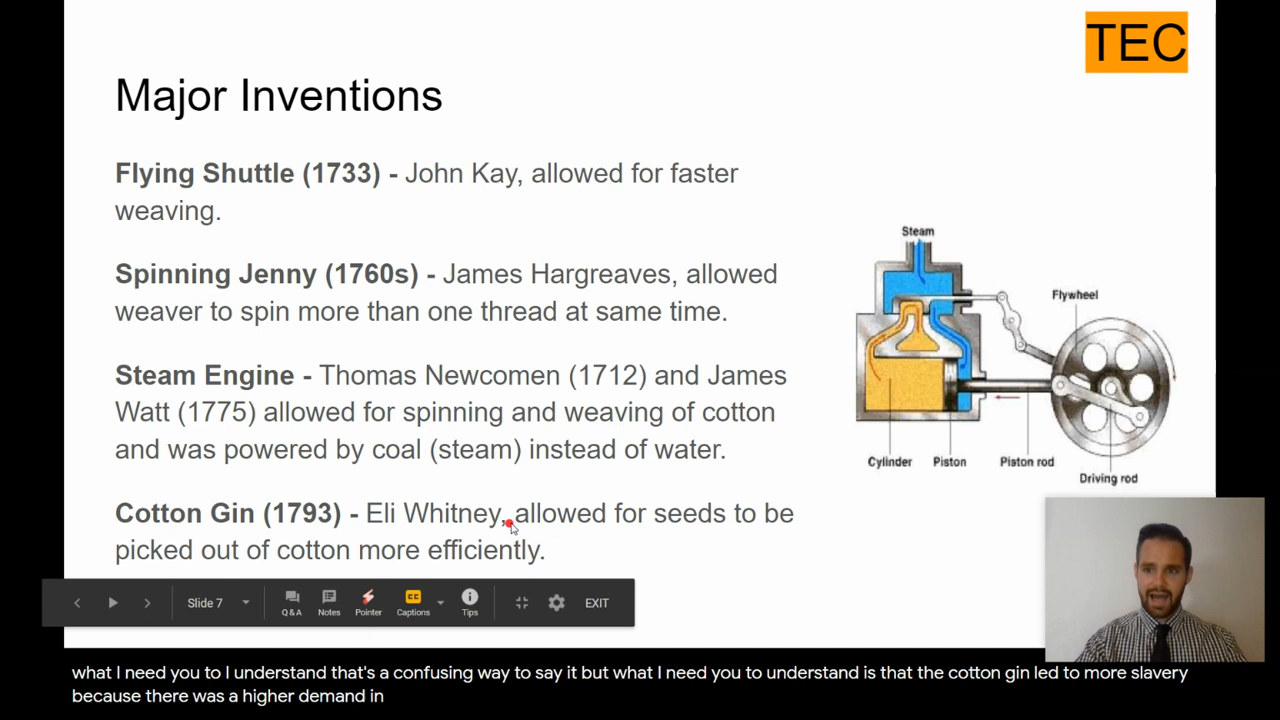 TEC
Major Inventions
Flying Shuttle (1733) - John Kay, allowed for faster
weaving.
Spinning Jenny (1760s) - James Hargreaves, allowed
weaver to spin more than one thread at same time.
Steam Engine - Thomas Newcomen (1712) and James
Watt (1775) allowed for spinning and weaving of cotton
and was powered by coal (steam) instead of water.
Cotton Gin (1793) - Eli Whitney, allowed for seeds to be
picked out of cotton more efficiently.
Steam
Flywheel
Cylinder
Piston
Piston rod
Driving rod
Slide 7
Q&A
Notes
Pointer
CC
Captions
Tips
EXIT
what I need you to I understand that's a confusing way to say it but what I need you to understand is that the cotton gin led to more slavery
because there was a higher demand in